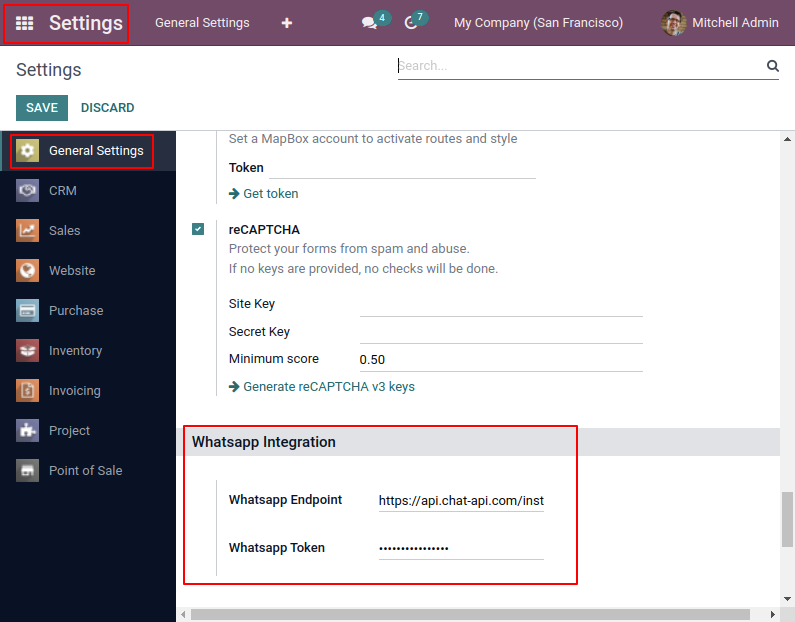 Settings General Settings + 4 7 My Company (San Francisco) Mitchell Admin
Settings
Search...
SAVE DISCARD
General Settings
CRM
Sales
Website
Purchase
Inventory
Invoicing
Project
Point of Sale
Set a MapBox account to activate routes and style
Token
Get token
reCAPTCHA
Protect your forms from spam and abuse.
If no keys are provided, no checks will be done.
Site Key
Secret Key
Minimum score 0.50
Generate reCAPTCHA v3 keys
Whatsapp Integration
Whatsapp Endpoint https://api.chat-api.com/inst
Whatsapp Token ••••••••••••••••